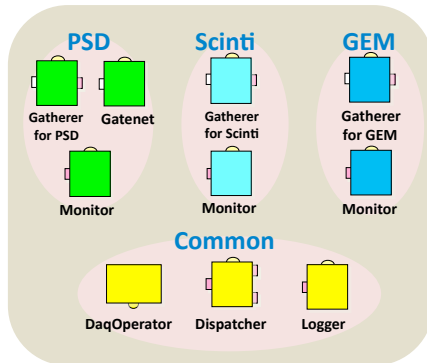 PSD
Scinti
GEM
Gatherer
for PSD
Gatenet
Gatherer
for Scinti
Gatherer
for GEM
Monitor
Monitor
Monitor
Common
DaqOperator
Dispatcher
Logger